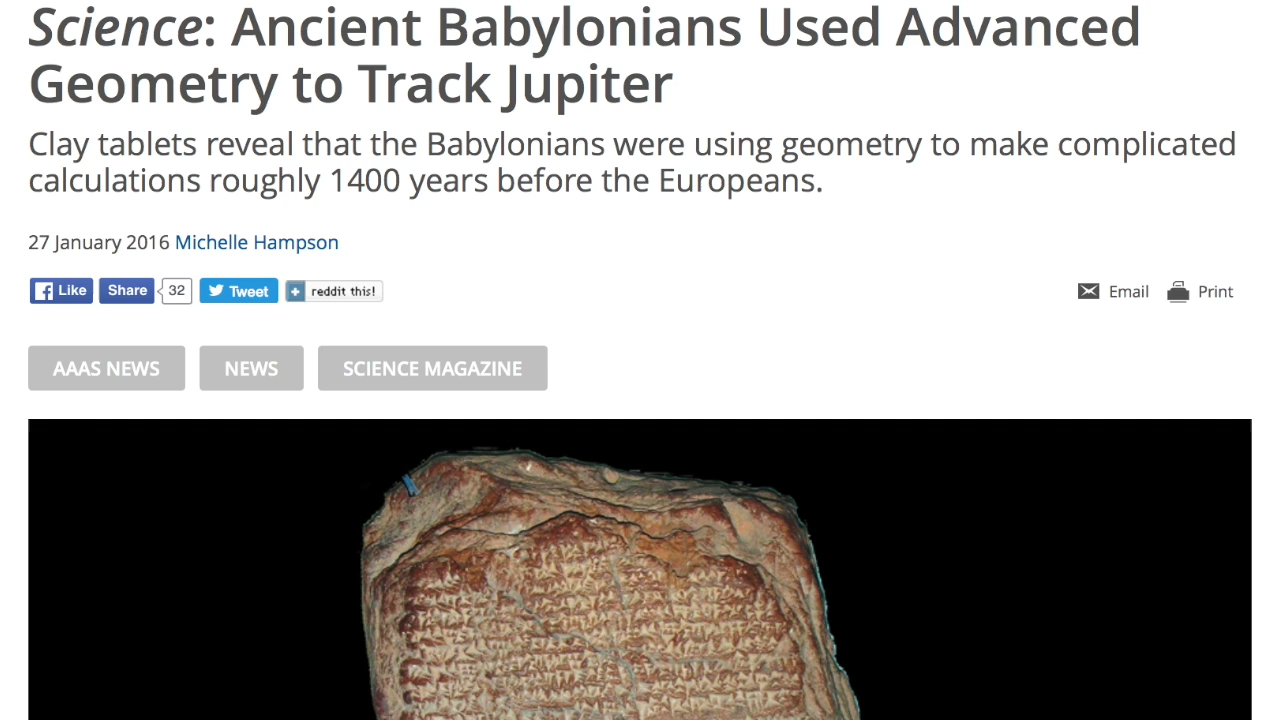 Science: Ancient Babylonians Used Advanced
Geometry to Track Jupiter
Clay tablets reveal that the Babylonians were using geometry to make complicated
calculations roughly 1400 years before the Europeans.
27 January 2016 Michelle Hampson
Like Share 32 Tweet reddit this! Email Print
AAAS NEWS NEWS SCIENCE MAGAZINE